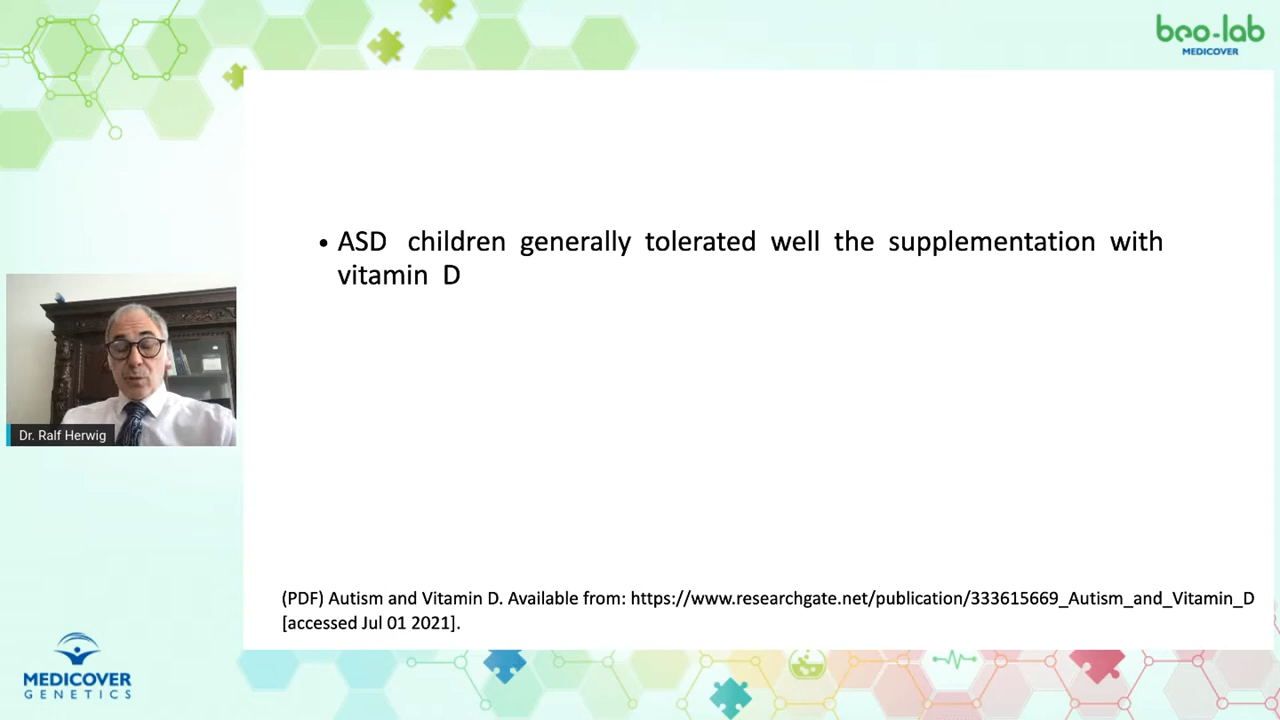 beo-lab
MEDICOVER
• ASD children generally tolerated well the supplementation with
vitamin D
Dr. Ralf Herwig
(PDF) Autism and Vitamin D. Available from: https://www.researchgate.net/publication/333615669_Autism_and_Vitamin_D
[accessed Jul 01 2021].
MEDICOVER
GENETICS